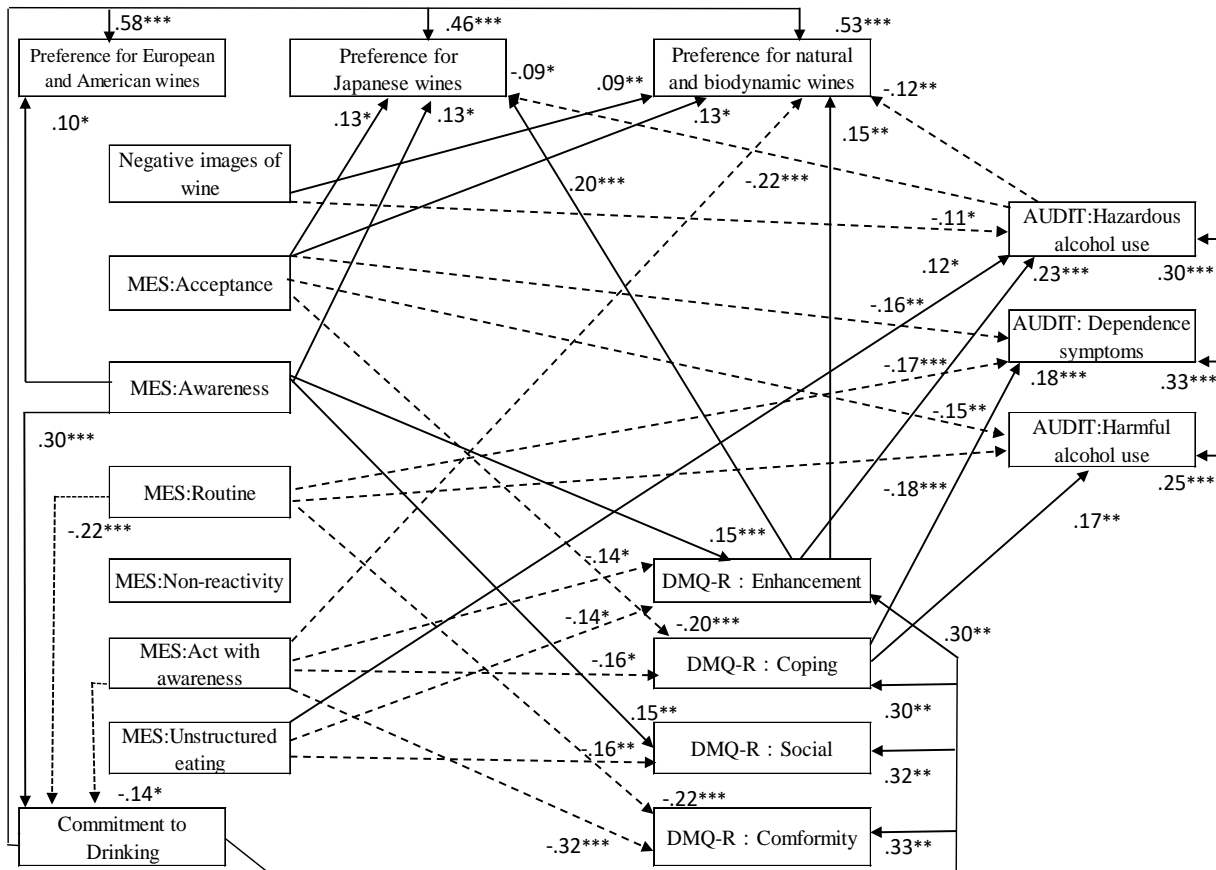 .58***
.46***
.53***
Preference for European
and American wines
Preference for
Japanese wines
Preference for natural
and biodynamic wines
-.09*
.09**
-.12**
.10*
.13*
.13*
.13*
.15**
Negative images of
wine
.20***
-.22***
-.11*
AUDIT:Hazardous
alcohol use
MES:Acceptance
.12*
.23***
.30***
-.16**
AUDIT: Dependence
symptoms
MES:Awareness
-.17***
.18***
.33***
-.15**
.30***
AUDIT:Harmful
alcohol use
MES:Routine
-.18***
.25***
-.22***
.15***
.17**
-.14*
MES:Non-reactivity
DMQ-R : Enhancement
-.14*
-.20***
.30**
MES:Act with
awareness
-.16*
DMQ-R : Coping
.15**
.30**
MES:Unstructured
eating
-.16**
DMQ-R : Social
.32**
-.14*
-.22***
Commitment to
Drinking
-.32***
DMQ-R : Comformity
.33**